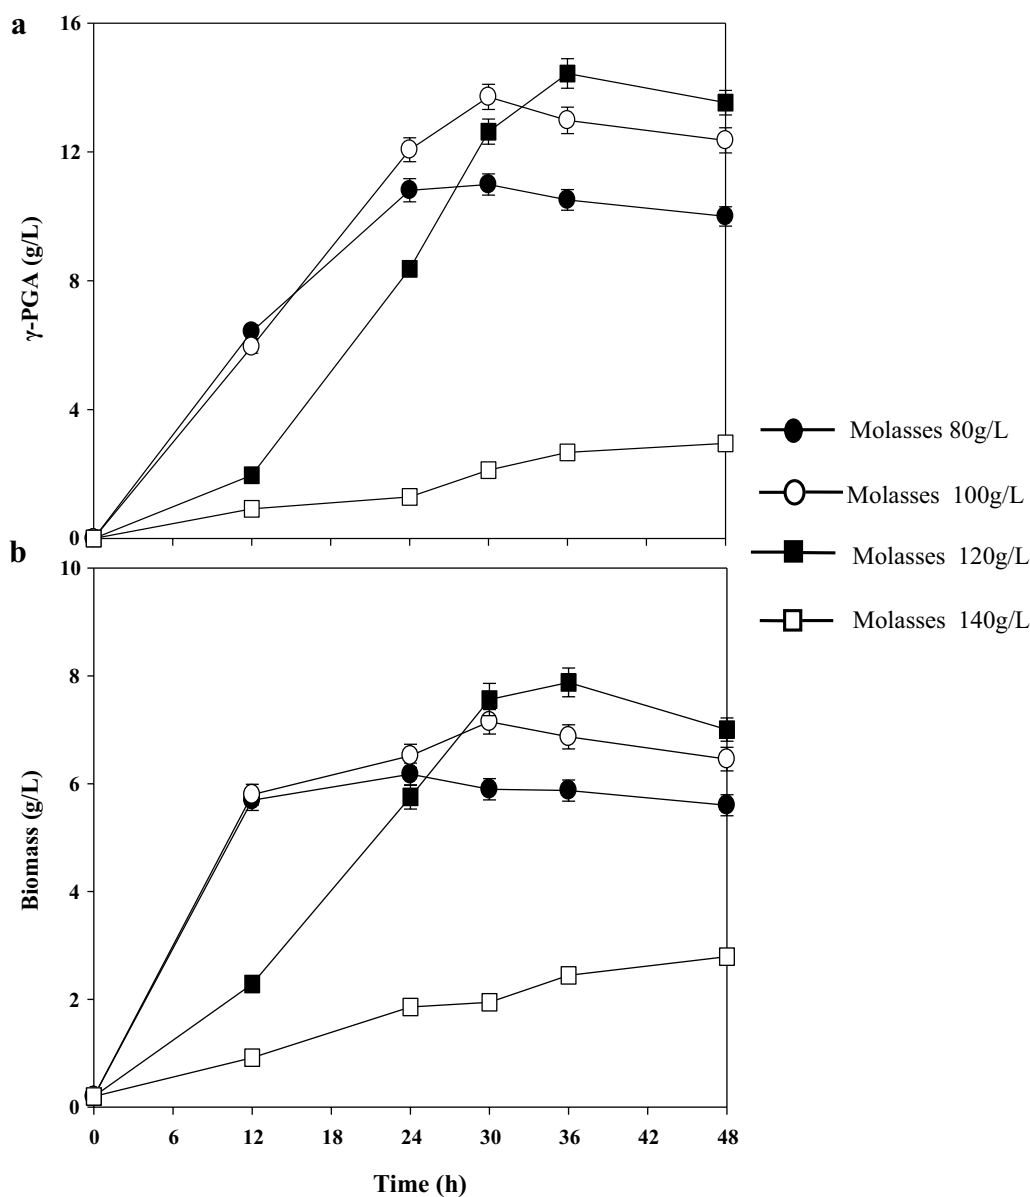 a
16
12
8
4
0
γ-PGA (g/L)
Molasses 80g/L
Molasses 100g/L
Molasses 120g/L
Molasses 140g/L
b
10
8
6
4
2
0
Biomass (g/L)
0 6 12 18 24 30 36 42 48
Time (h)